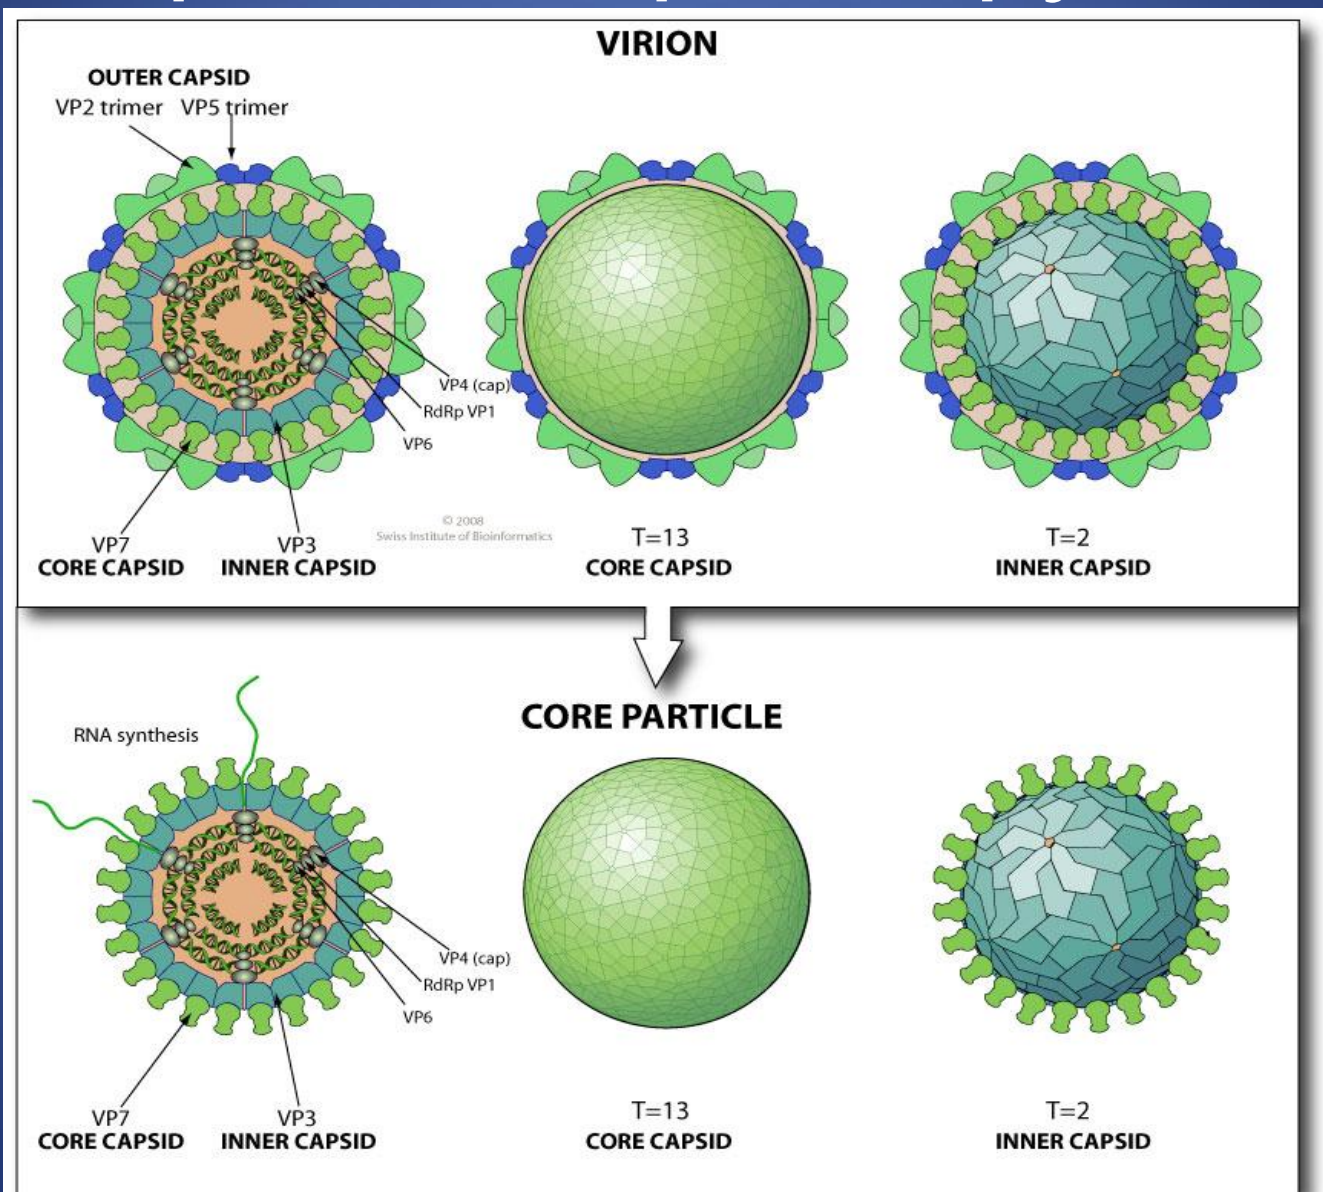 VIRION
OUTER CAPSID
VP2 trimer VP5 trimer
VP4 (cap)
RdRp VP1
VP6
© 2008
Swiss Institute of Bioinformatics
VP7
CORE CAPSID
VP3
INNER CAPSID
T=13
CORE CAPSID
T=2
INNER CAPSID
CORE PARTICLE
RNA synthesis
VP4 (cap)
RdRp VP1
VP6
VP7
CORE CAPSID
VP3
INNER CAPSID
T=13
CORE CAPSID
T=2
INNER CAPSID